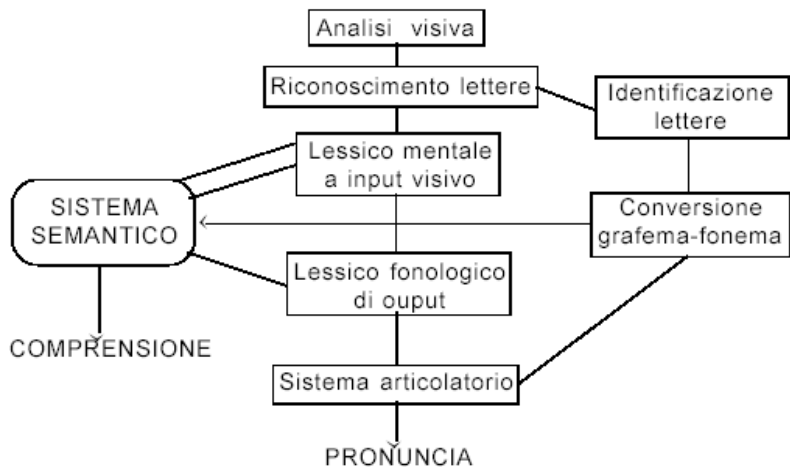 Analisi visiva
Riconoscimento lettere
Identificazione
lettere
Lessico mentale
a input visivo
SISTEMA
SEMANTICO
Conversione
grafema-fonema
Lessico fonologico
di ouput
COMPRENSIONE
Sistema articolatorio
PRONUNCIA